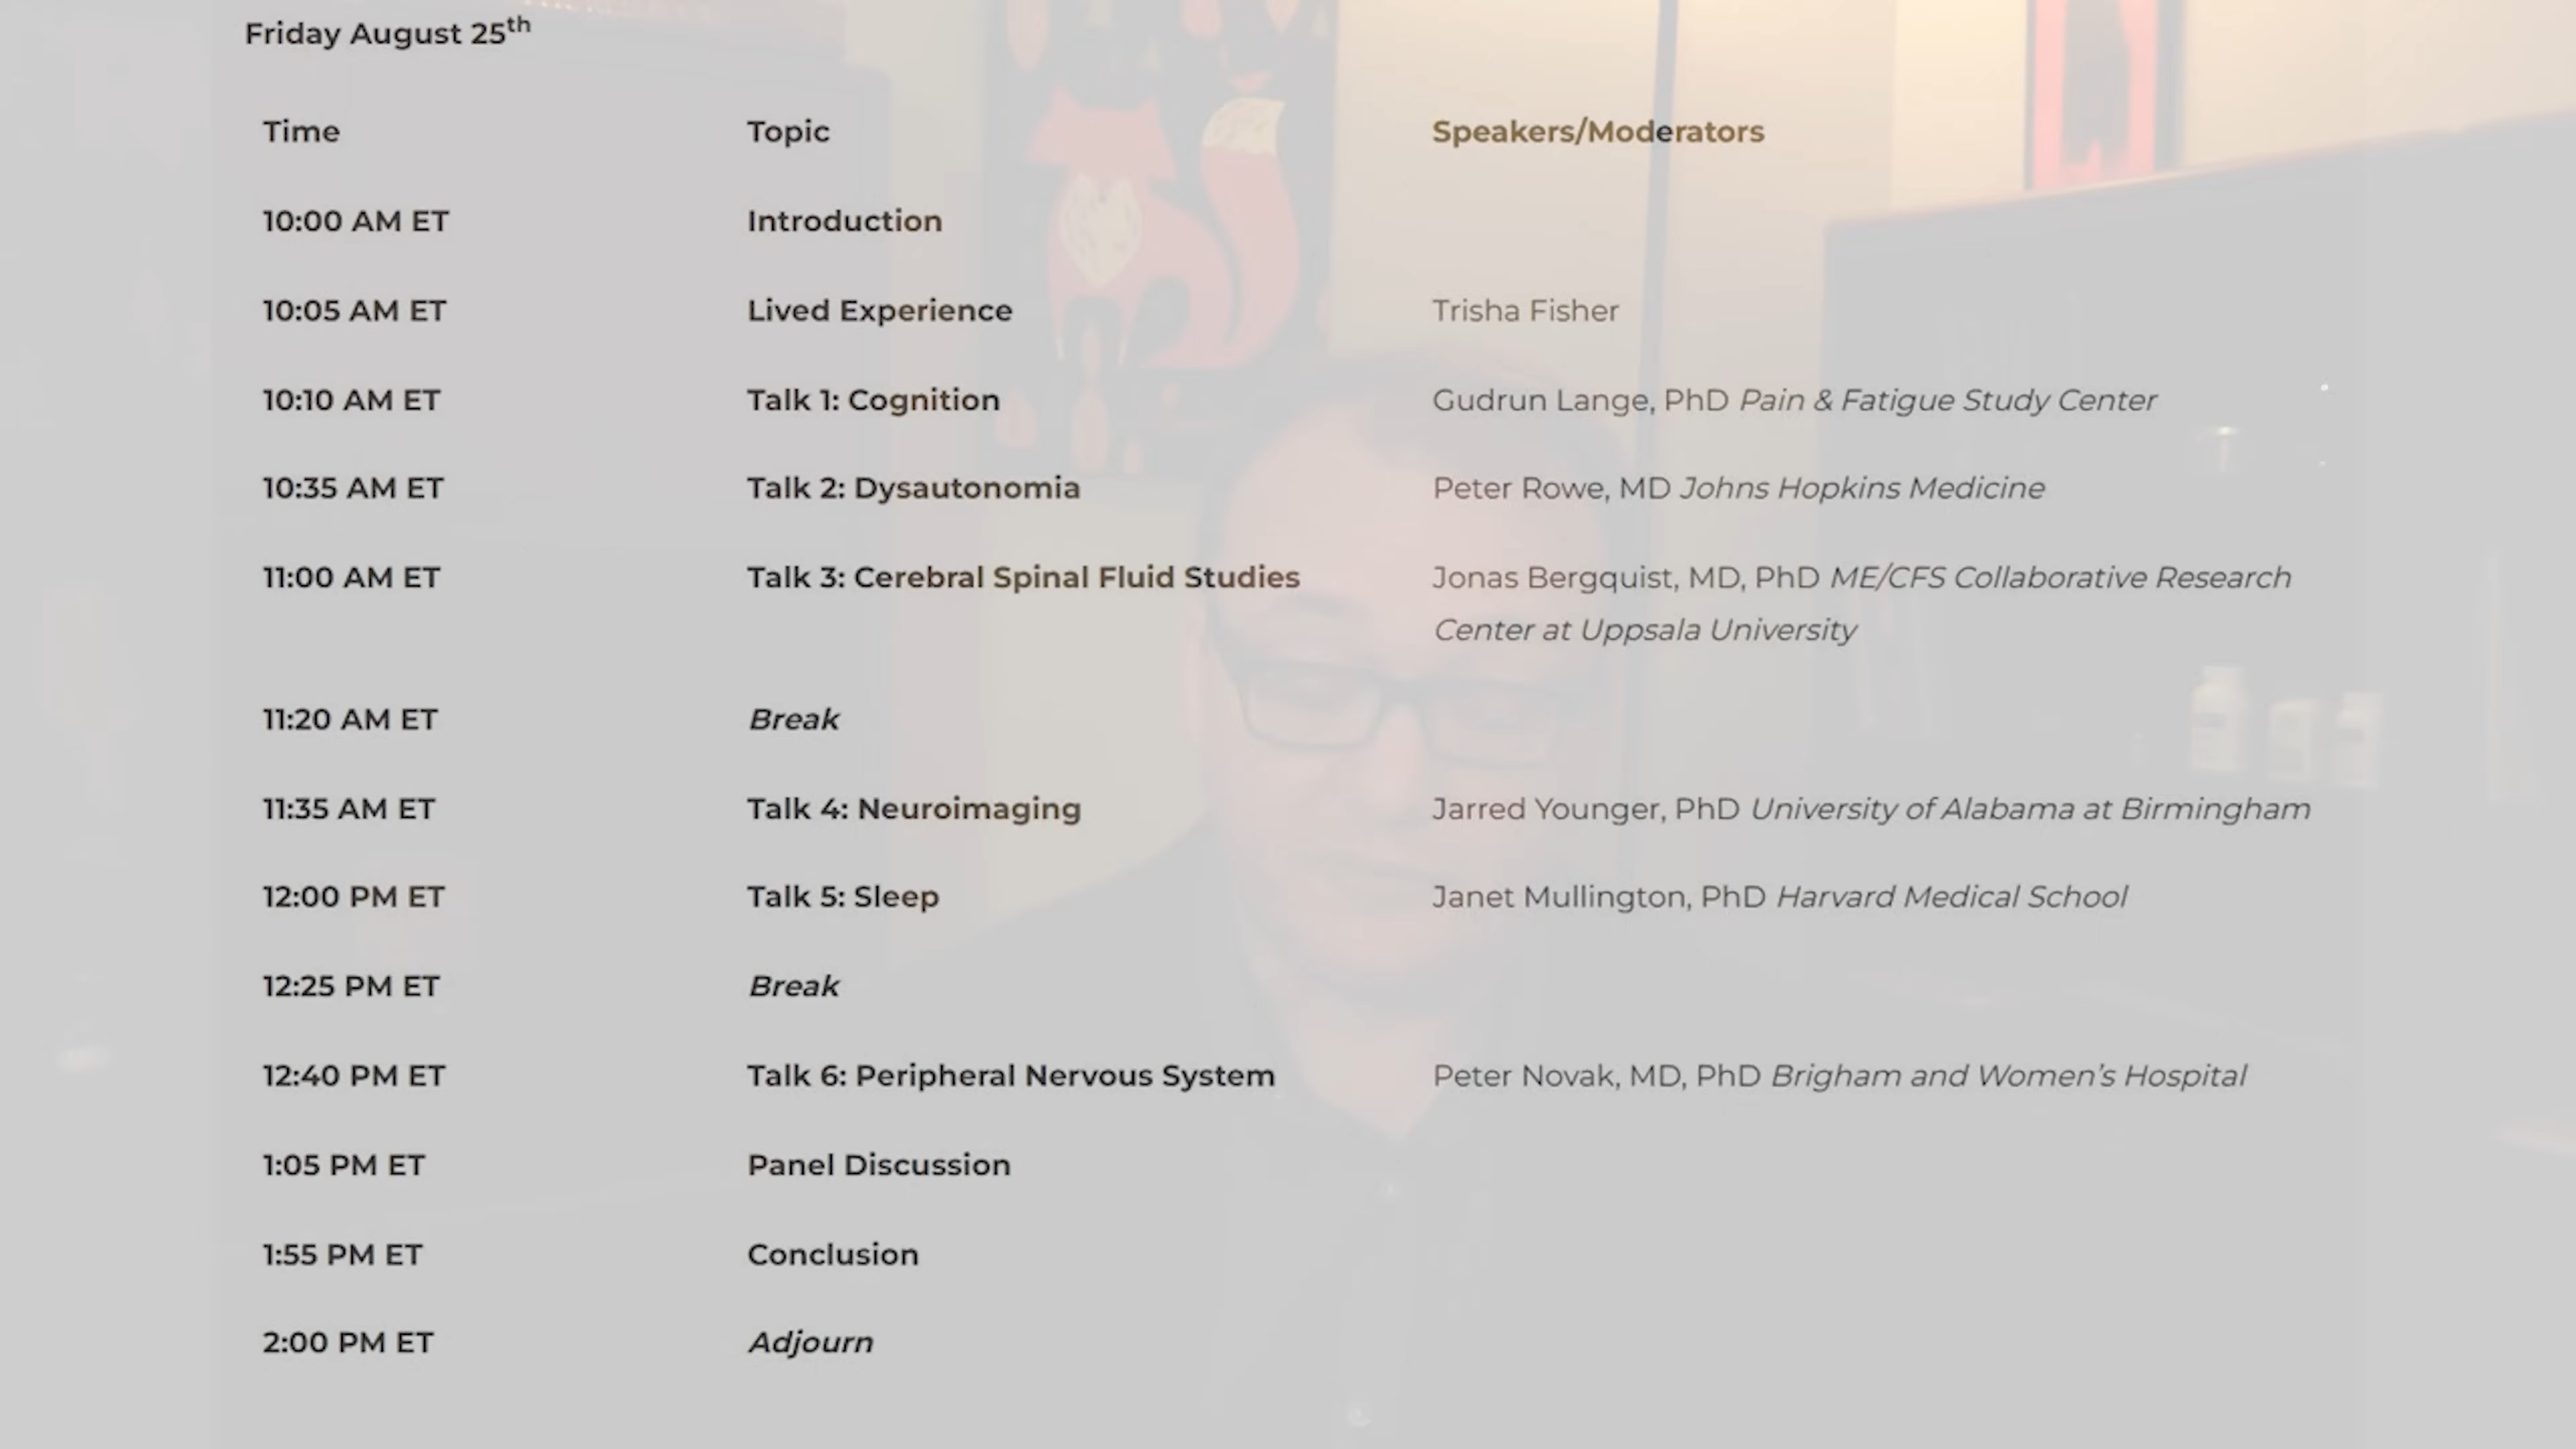 Friday August 25th
Time Topic Speakers/Moderators
10:00 AM ET Introduction
10:05 AM ET Lived Experience Trisha Fisher
10:10 AM ET Talk 1: Cognition Gudrun Lange, PhD Pain & Fatigue Study Center
10:35 AM ET Talk 2: Dysautonomia Peter Rowe, MD Johns Hopkins Medicine
11:00 AM ET Talk 3: Cerebral Spinal Fluid Studies Jonas Bergquist, MD, PhD ME/CFS Collaborative Research
Center at Uppsala University
11:20 AM ET Break
11:35 AM ET Talk 4: Neuroimaging Jarred Younger, PhD University of Alabama at Birmingham
12:00 PM ET Talk 5: Sleep Janet Mullington, PhD Harvard Medical School
12:25 PM ET Break
12:40 PM ET Talk 6: Peripheral Nervous System Peter Novak, MD, PhD Brigham and Women's Hospital
1:05 PM ET Panel Discussion
1:55 PM ET Conclusion
2:00 PM ET Adjourn